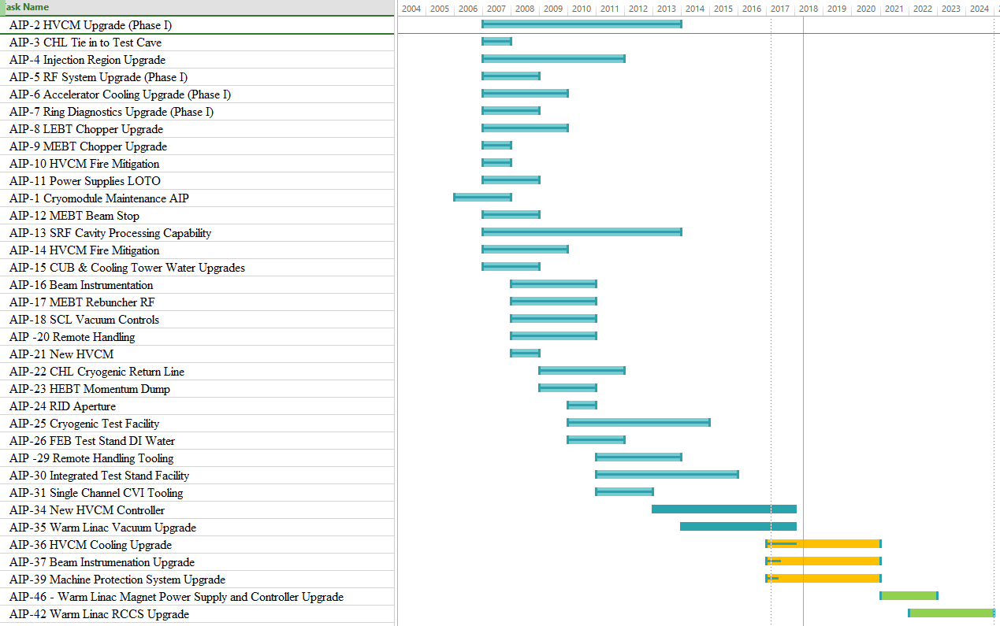 Task Name
2004 2005 2006 2007 2008 2009 2010 2011 2012 2013 2014 2015 2016 2017 2018 2019 2020 2021 2022 2023 2024 2
AIP-2 HVCM Upgrade (Phase I)
AIP-3 CHL Tie in to Test Cave
AIP-4 Injection Region Upgrade
AIP-5 RF System Upgrade (Phase I)
AIP-6 Accelerator Cooling Upgrade (Phase I)
AIP-7 Ring Diagnostics Upgrade (Phase I)
AIP-8 LEBT Chopper Upgrade
AIP-9 MEBT Chopper Upgrade
AIP-10 HVCM Fire Mitigation
AIP-11 Power Supplies LOTO
AIP-1 Cryomodule Maintenance AIP
AIP-12 MEBT Beam Stop
AIP-13 SRF Cavity Processing Capability
AIP-14 HVCM Fire Mitigation
AIP-15 CUB & Cooling Tower Water Upgrades
AIP-16 Beam Instrumentation
AIP-17 MEBT Rebuncher RF
AIP-18 SCL Vacuum Controls
AIP -20 Remote Handling
AIP-21 New HVCM
AIP-22 CHL Cryogenic Return Line
AIP-23 HEBT Momentum Dump
AIP-24 RID Aperture
AIP-25 Cryogenic Test Facility
AIP-26 FEB Test Stand DI Water
AIP -29 Remote Handling Tooling
AIP-30 Integrated Test Stand Facility
AIP-31 Single Channel CVI Tooling
AIP-34 New HVCM Controller
AIP-35 Warm Linac Vacuum Upgrade
AIP-36 HVCM Cooling Upgrade
AIP-37 Beam Instrumenation Upgrade
AIP-39 Machine Protection System Upgrade
AIP-46 - Warm Linac Magnet Power Supply and Controller Upgrade
AIP-42 Warm Linac RCCS Upgrade